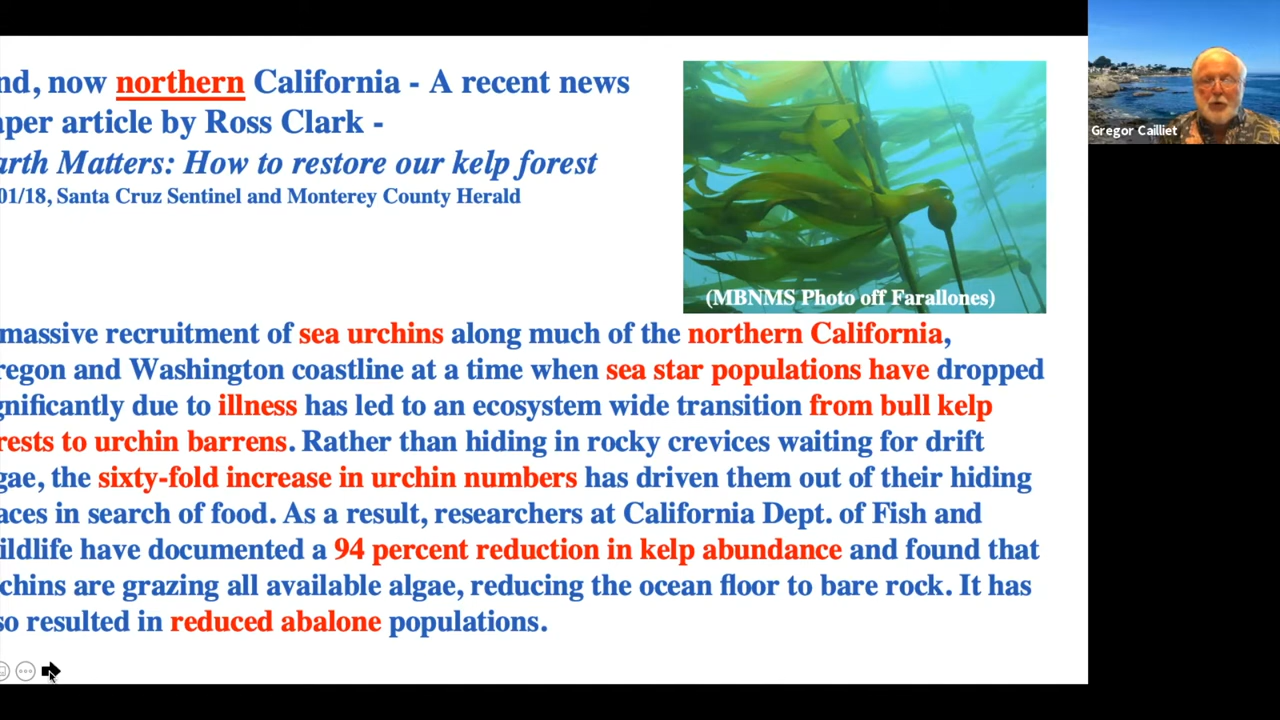 nd, now northern California - A recent news
aper article by Ross Clark -
arth Matters: How to restore our kelp forest
01/18, Santa Cruz Sentinel and Monterey County Herald
(MBNMS Photo off Farallones)
Gregor Cailliet
massive recruitment of sea urchins along much of the northern California,
regon and Washington coastline at a time when sea star populations have dropped
gnificantly due to illness has led to an ecosystem wide transition from bull kelp
rests to urchin barrens. Rather than hiding in rocky crevices waiting for drift
gae, the sixty-fold increase in urchin numbers has driven them out of their hiding
aces in search of food. As a result, researchers at California Dept. of Fish and
ildlife have documented a 94 percent reduction in kelp abundance and found that
chins are grazing all available algae, reducing the ocean floor to bare rock. It has
so resulted in reduced abalone populations.